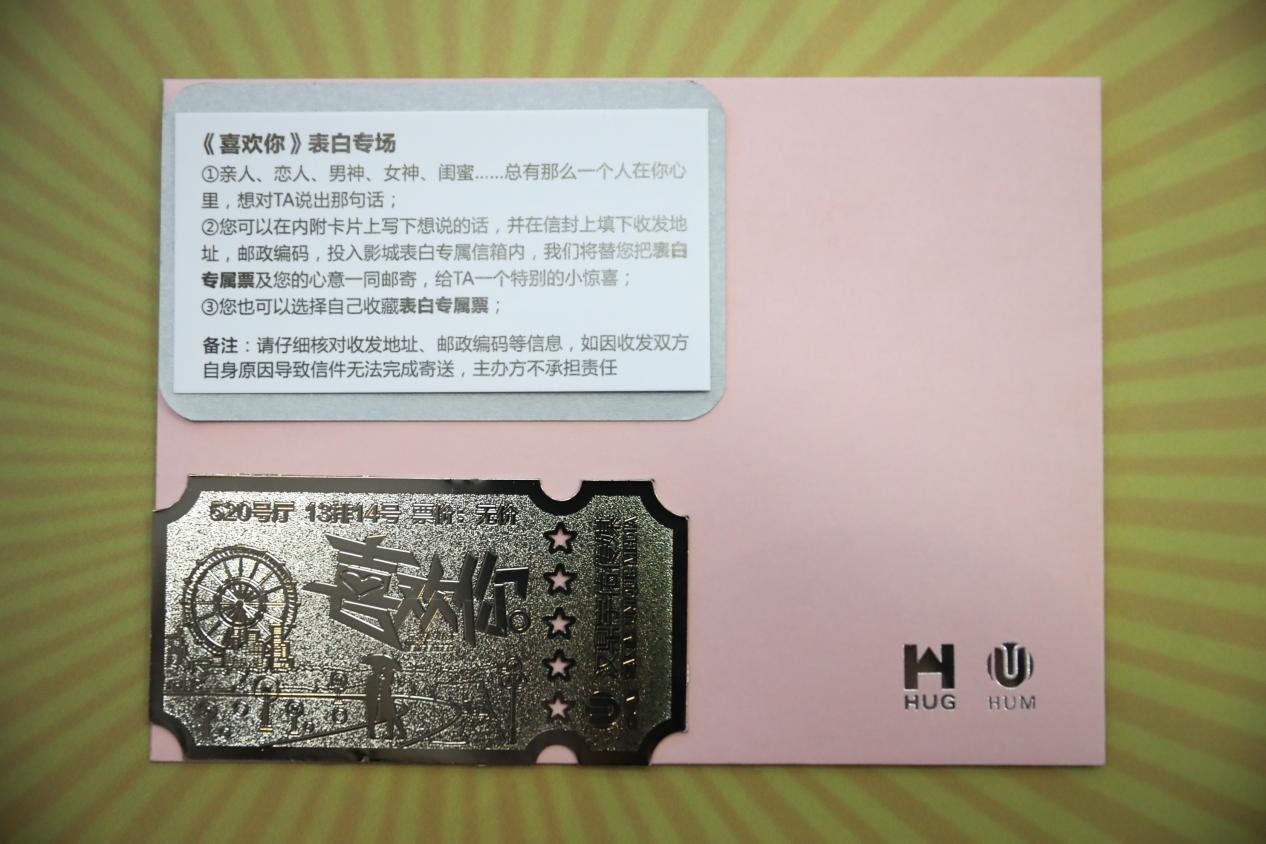 《喜欢你》表白专场
①亲人、恋人、男神、女神、闺蜜……总有那么一个人在你心
里，想对TA说出那句话；
②您可以在内附卡片上写下想说的话，并在信封上填下收发地
址，邮政编码，投入影城表白专属信箱内，我们将替您把表白
专属票及您的心意一同邮寄，给TA一个特别的小惊喜；
③您也可以选择自己收藏表白专属票；
备注：请仔细核对收发地址、邮政编码等信息，如因收发双方
自身原因导致信件无法完成寄送，主办方不承担责任
520号厅 13排14号 票价：无价
HUG
HUM